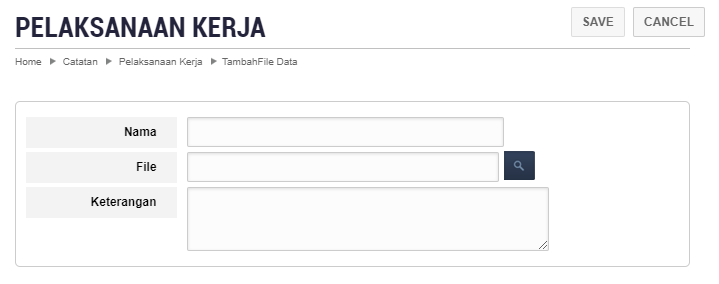 PELAKSANAAN KERJA
SAVE CANCEL
Home Catatan Pelaksanaan Kerja TambahFile Data
Nama
File
Keterangan